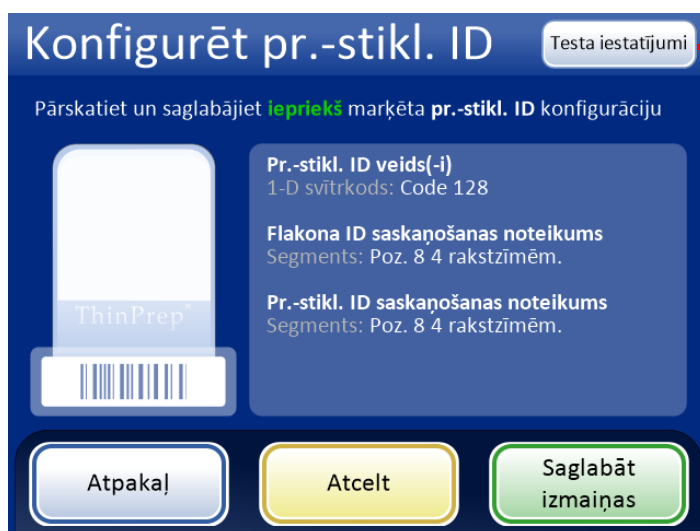 Konfigurēt pr.-stikl. ID
Testa iestatījumi
Pārskatiet un saglabājiet iepriekš marķēta pr.-stikl. ID konfigurāciju
Pr.-stikl. ID veids(-i)
1-D svītrkods: Code 128
Flakona ID saskaņošanas noteikums
Segments: Poz. 8 4 rakstzīmēm.
Pr.-stikl. ID saskaņošanas noteikums
Segments: Poz. 8 4 rakstzīmēm.
ThinPrep®
Atpakaļ
Atcelt
Saglabāt
izmaiņas